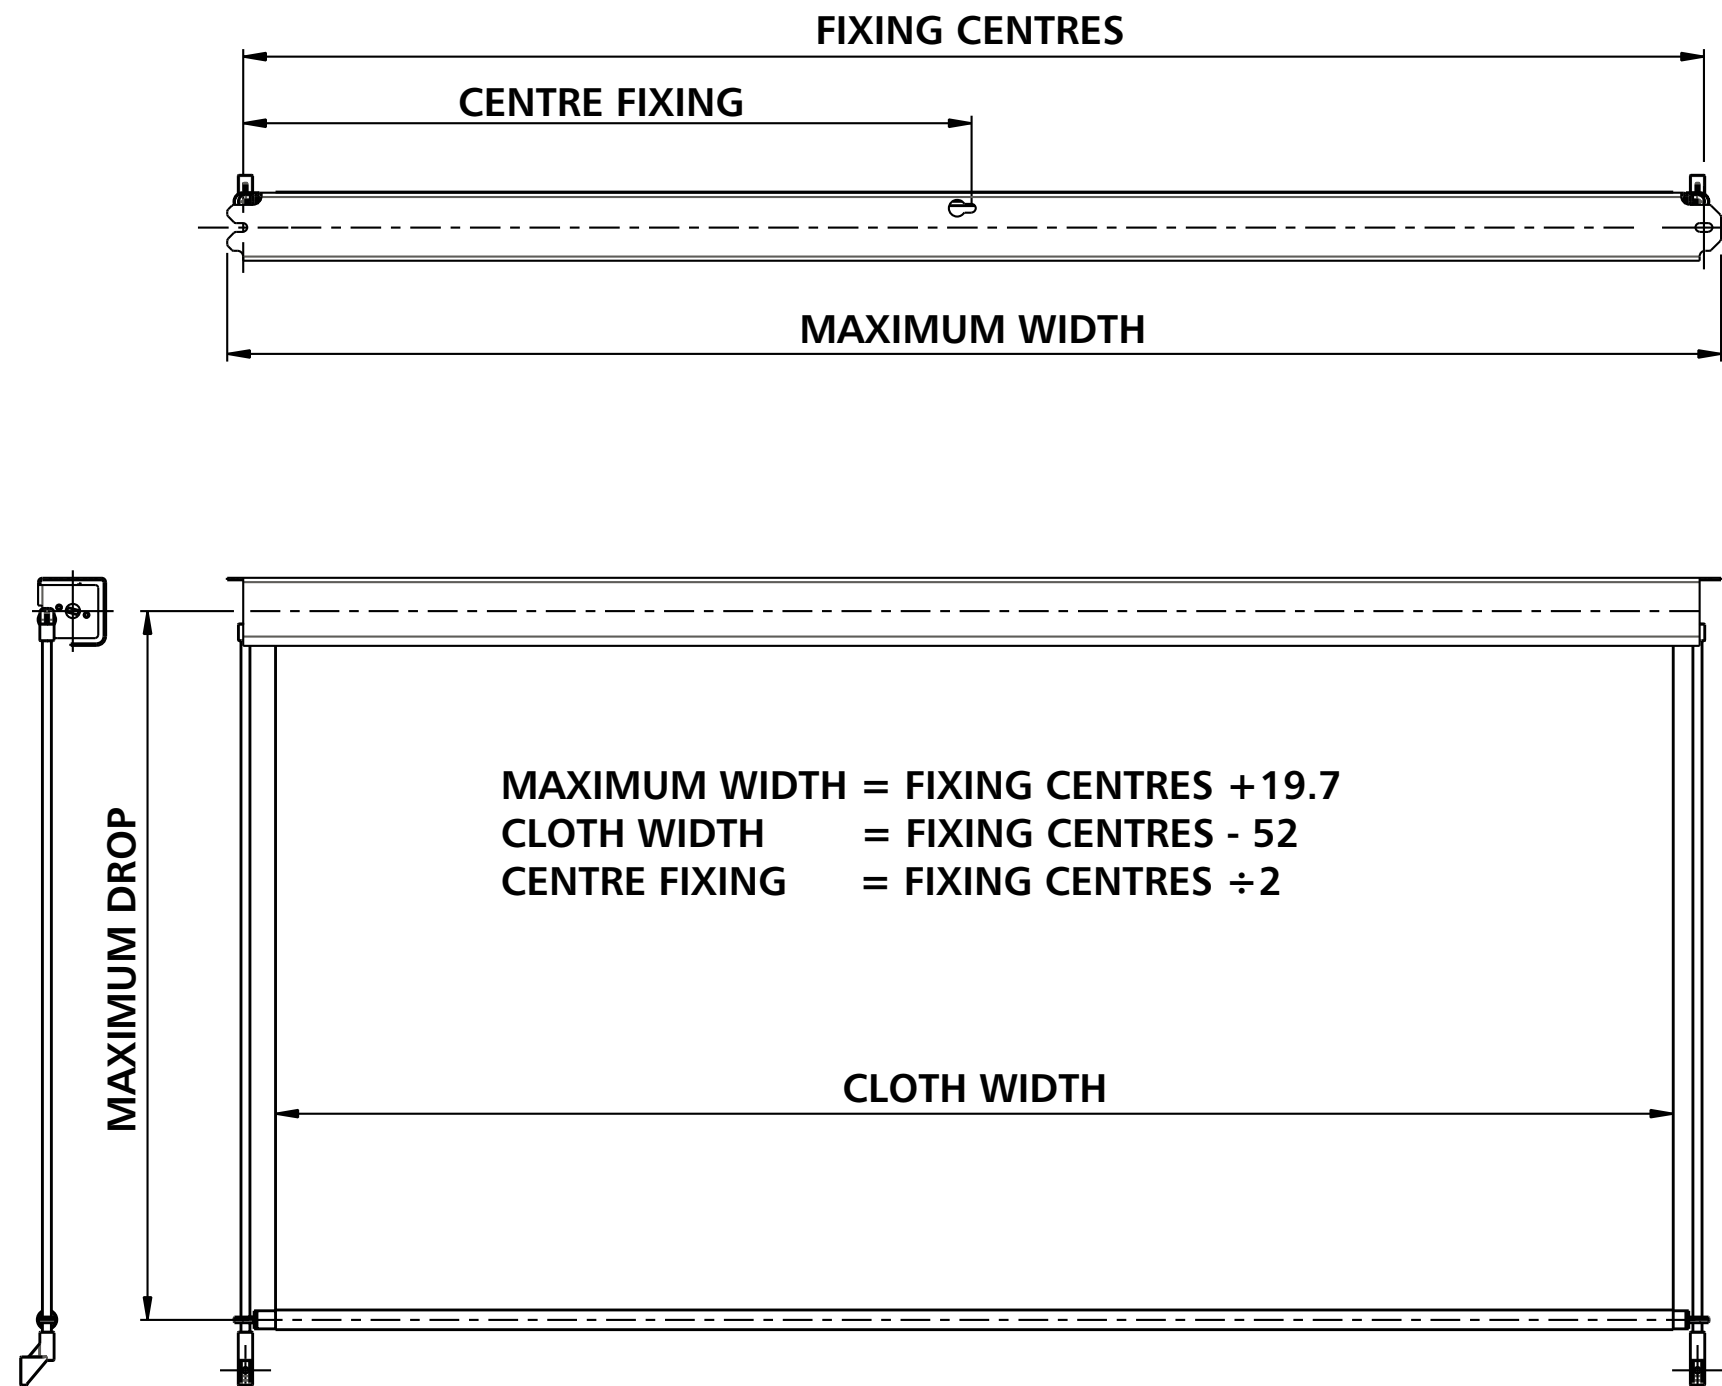 FIXING CENTRES
CENTRE FIXING
MAXIMUM WIDTH
MAXIMUM WIDTH = FIXING CENTRES +19.7
CLOTH WIDTH = FIXING CENTRES - 52
CENTRE FIXING = FIXING CENTRES ÷2
MAXIMUM DROP
CLOTH WIDTH